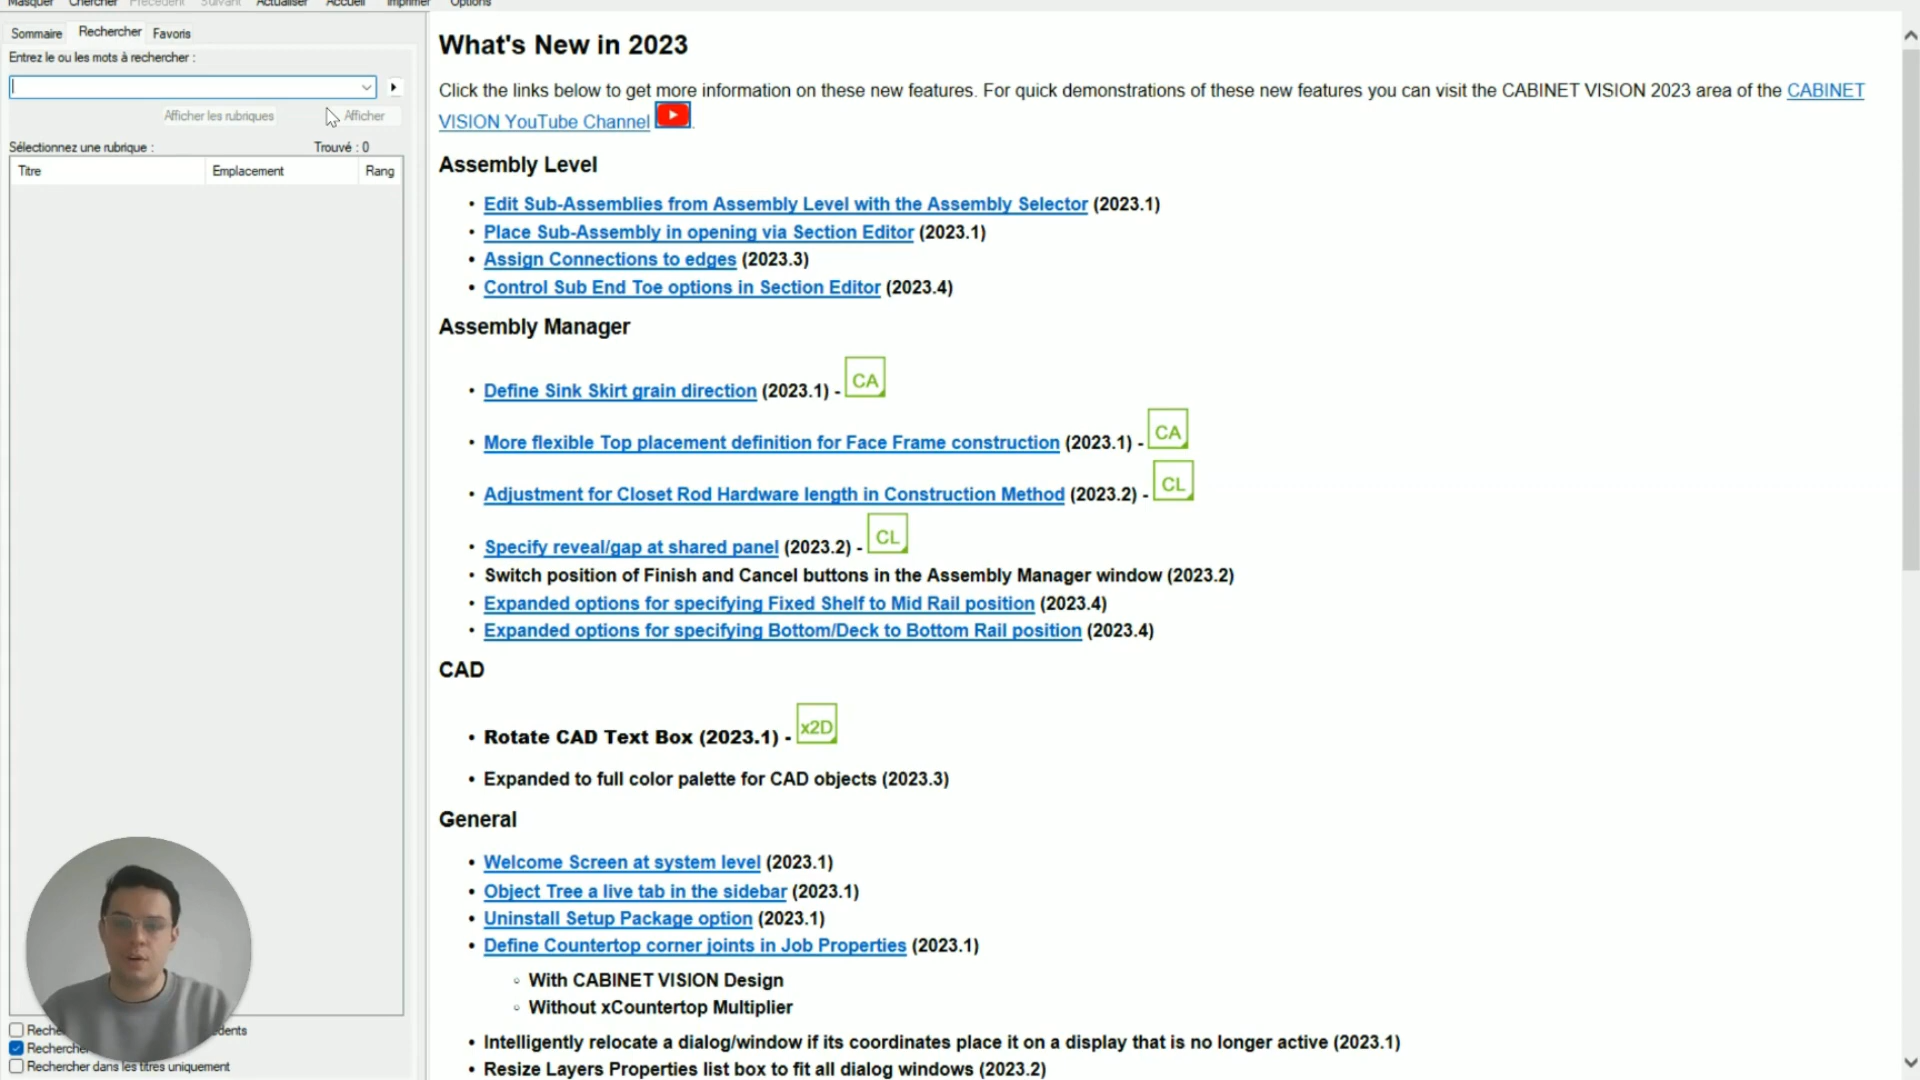 Masquer Chercher Précédent Suivant Actualiser Accueil Imprimer Options
Sommaire Rechercher Favoris
Entrez le ou les mots à rechercher :
Afficher les rubriques Afficher
Sélectionnez une rubrique : Trouvé : 0
Titre Emplacement Rang
dents
Recherche
Rechercher dans les titres uniquement
What's New in 2023
Click the links below to get more information on these new features. For quick demonstrations of these new features you can visit the CABINET VISION 2023 area of the CABINET
VISION YouTube Channel .
Assembly Level
• Edit Sub-Assemblies from Assembly Level with the Assembly Selector (2023.1)
• Place Sub-Assembly in opening via Section Editor (2023.1)
• Assign Connections to edges (2023.3)
• Control Sub End Toe options in Section Editor (2023.4)
Assembly Manager
• Define Sink Skirt grain direction (2023.1) - CA
• More flexible Top placement definition for Face Frame construction (2023.1) - CA
• Adjustment for Closet Rod Hardware length in Construction Method (2023.2) - CL
• Specify reveal/gap at shared panel (2023.2) - CL
• Switch position of Finish and Cancel buttons in the Assembly Manager window (2023.2)
• Expanded options for specifying Fixed Shelf to Mid Rail position (2023.4)
• Expanded options for specifying Bottom/Deck to Bottom Rail position (2023.4)
CAD
• Rotate CAD Text Box (2023.1) - x2D
• Expanded to full color palette for CAD objects (2023.3)
General
• Welcome Screen at system level (2023.1)
• Object Tree a live tab in the sidebar (2023.1)
• Uninstall Setup Package option (2023.1)
• Define Countertop corner joints in Job Properties (2023.1)
◦ With CABINET VISION Design
◦ Without xCountertop Multiplier
• Intelligently relocate a dialog/window if its coordinates place it on a display that is no longer active (2023.1)
• Resize Layers Properties list box to fit all dialog windows (2023.2)